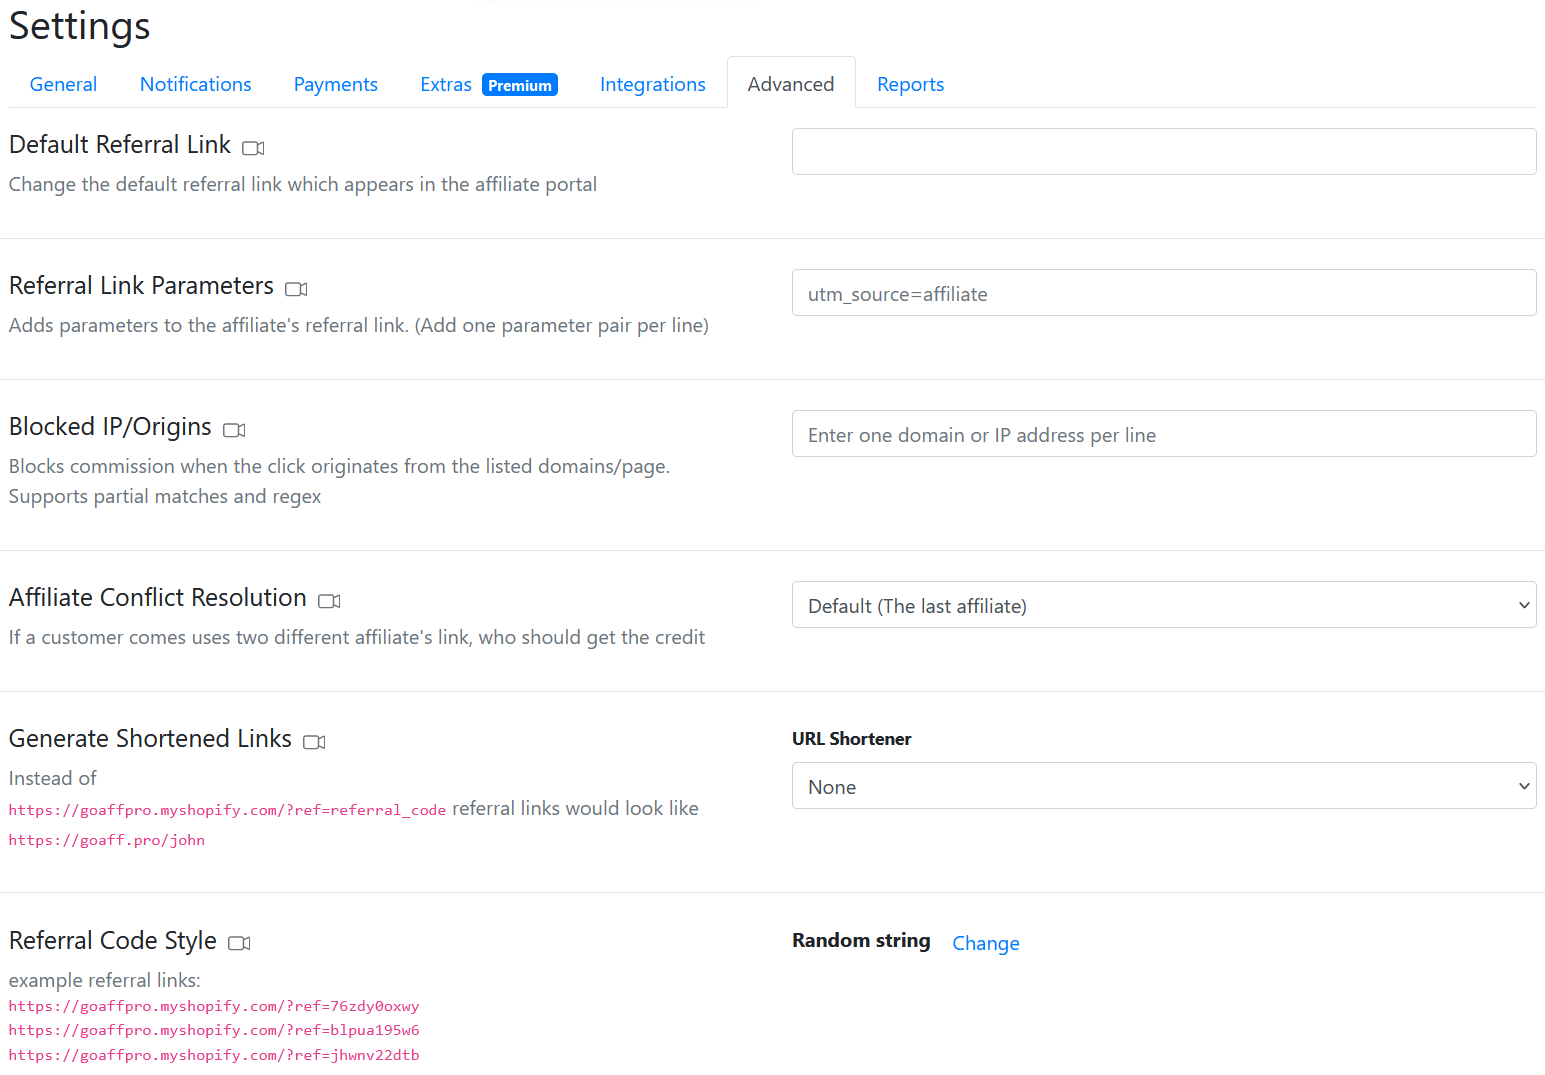 Settings
General Notifications Payments Extras Premium Integrations Advanced Reports
Default Referral Link
Change the default referral link which appears in the affiliate portal
Referral Link Parameters
utm_source=affiliate
Adds parameters to the affiliate's referral link. (Add one parameter pair per line)
Blocked IP/Origins
Enter one domain or IP address per line
Blocks commission when the click originates from the listed domains/page.
Supports partial matches and regex
Affiliate Conflict Resolution
Default (The last affiliate)
If a customer comes uses two different affiliate's link, who should get the credit
Generate Shortened Links
URL Shortener
Instead of
None
https://goaffpro.myshopify.com/?ref=referral_code referral links would look like
https://goaff.pro/john
Referral Code Style
Random string Change
example referral links:
https://goaffpro.myshopify.com/?ref=76zdy0oxwy
https://goaffpro.myshopify.com/?ref=blpua195w6
https://goaffpro.myshopify.com/?ref=jhwnv22dtb